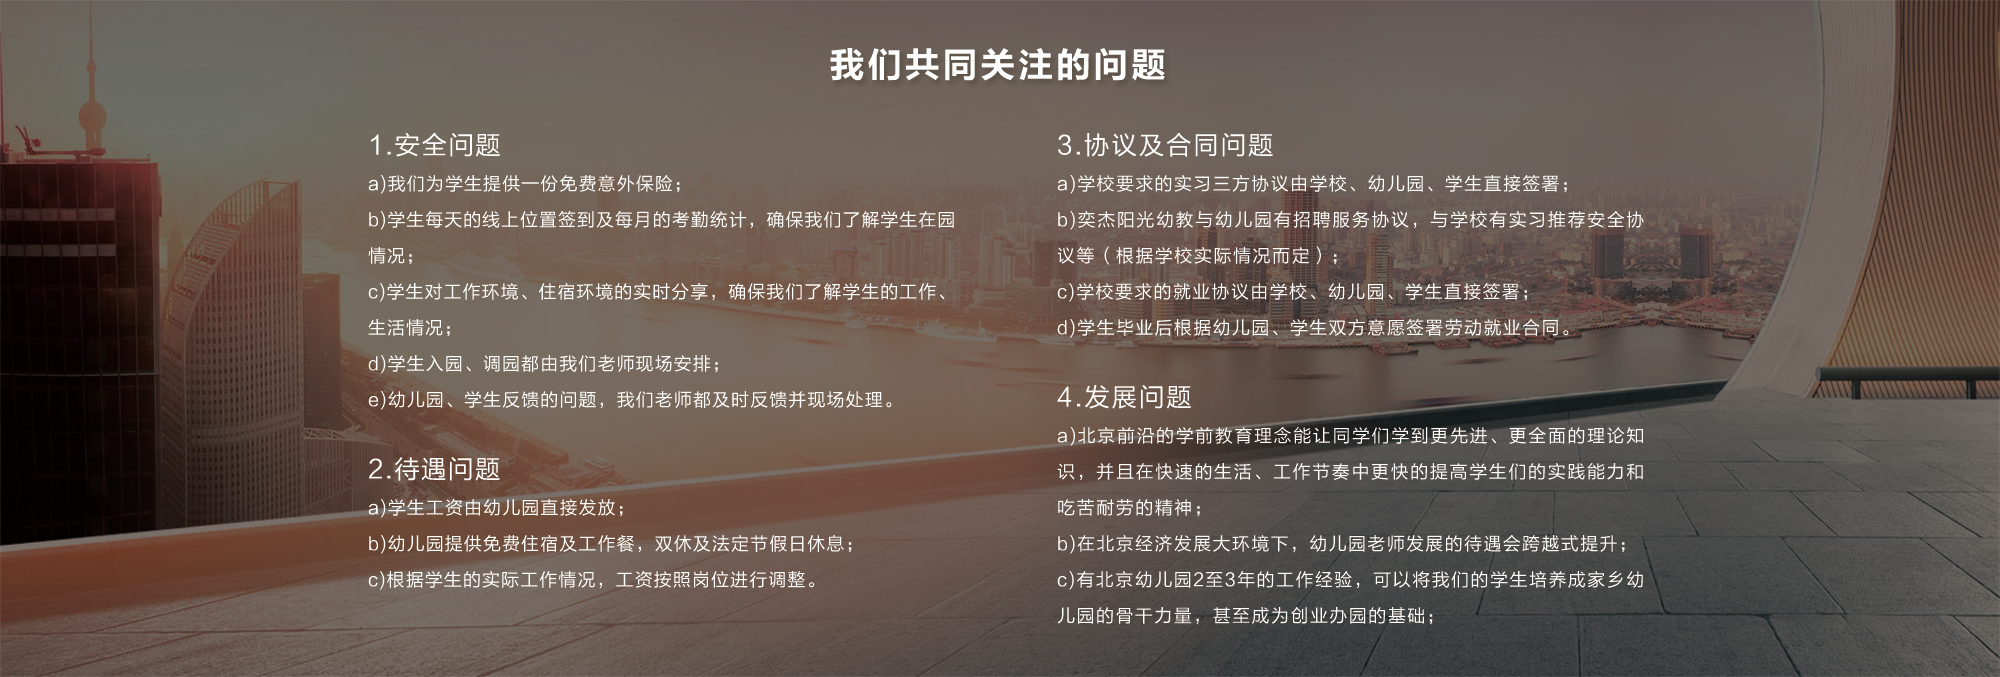 我们共同关注的问题
1.安全问题
a)我们为学生提供一份免费意外保险；
b)学生每天的线上位置签到及每月的考勤统计，确保我们了解学生在园
情况；
c)学生对工作环境、住宿环境的实时分享，确保我们了解学生的工作、
生活情况；
d)学生入园、调园都由我们老师现场安排；
e)幼儿园、学生反馈的问题，我们老师都及时反馈并现场处理。
2.待遇问题
a)学生工资由幼儿园直接发放；
b)幼儿园提供免费住宿及工作餐，双休及法定节假日休息；
c)根据学生的实际工作情况，工资按照岗位进行调整。
3.协议及合同问题
a)学校要求的实习三方协议由学校、幼儿园、学生直接签署；
b)奕杰阳光幼教与幼儿园有招聘服务协议，与学校有实习推荐安全协
议等（根据学校实际情况而定）；
c)学校要求的就业协议由学校、幼儿园、学生直接签署；
d)学生毕业后根据幼儿园、学生双方意愿签署劳动就业合同。
4.发展问题
a)北京前沿的学前教育理念能让同学们学到更先进、更全面的理论知
识，并且在快速的生活、工作节奏中更快的提高学生们的实践能力和
吃苦耐劳的精神；
b)在北京经济发展大环境下，幼儿园老师发展的待遇会跨越式提升；
c)有北京幼儿园2至3年的工作经验，可以将我们的学生培养成家乡幼
儿园的骨干力量，甚至成为创业办园的基础；